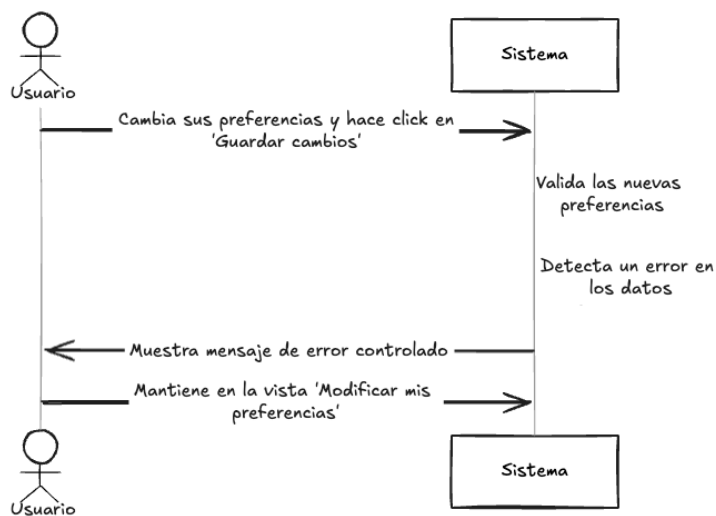 Usuario
Sistema
Cambia sus preferencias y hace click en
'Guardar cambios'
Valida las nuevas
preferencias
Detecta un error en
los datos
Muestra mensaje de error controlado
Mantiene en la vista 'Modificar mis
preferencias'
Usuario
Sistema